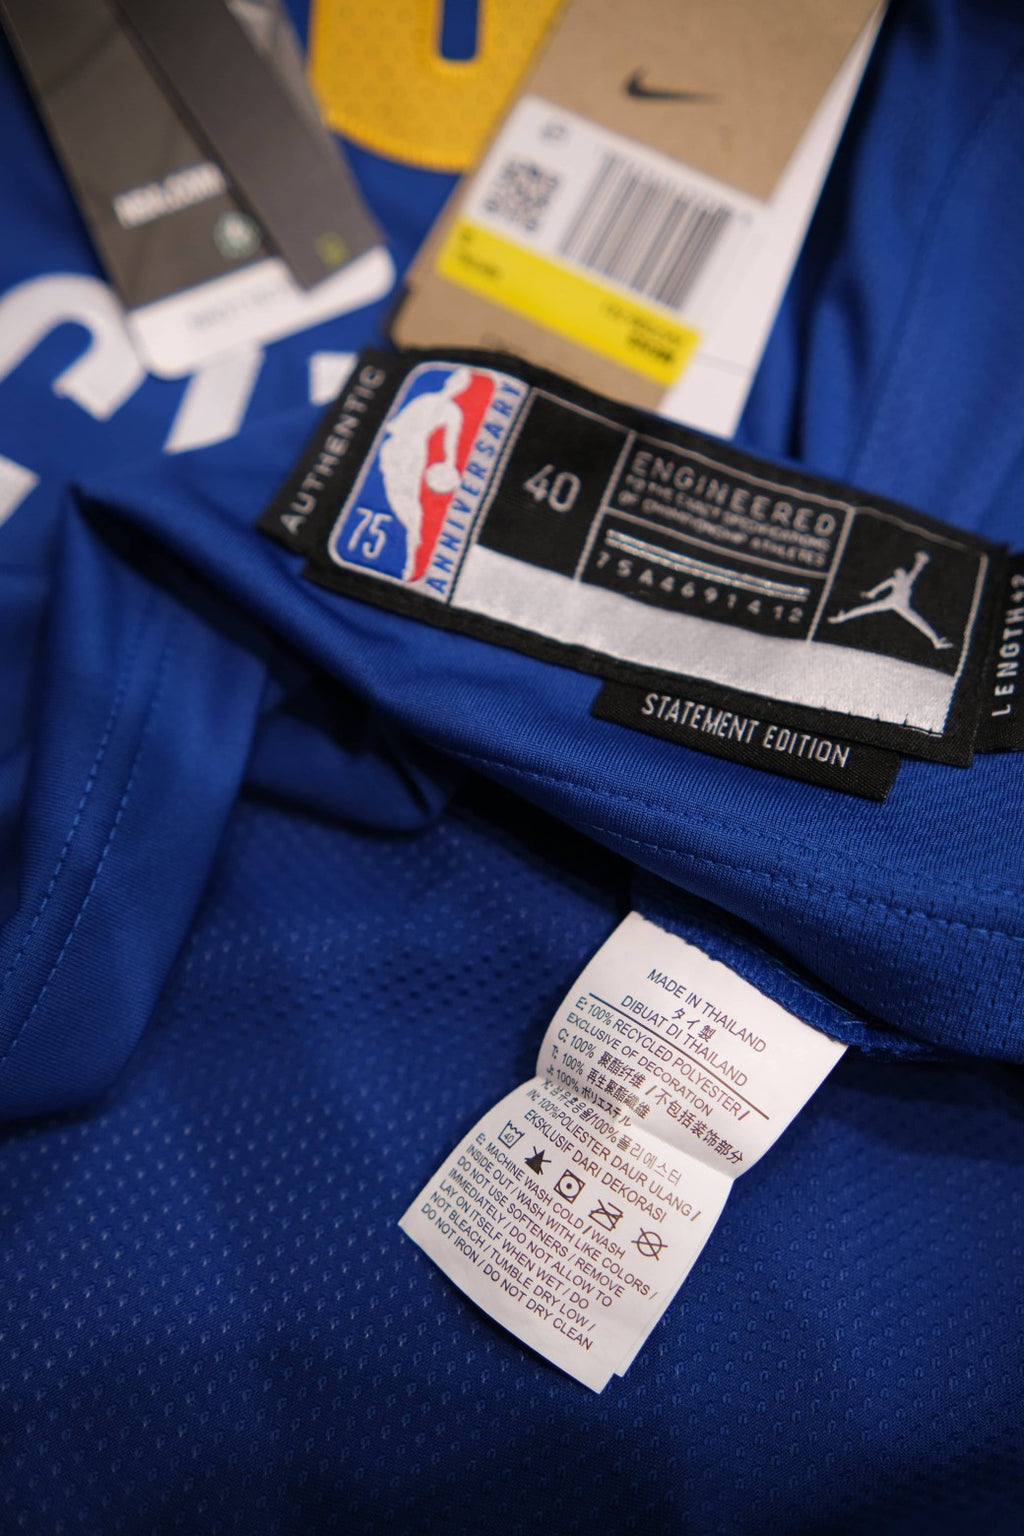 NBA.COM
AUTHENTIC
75
ANNIVERSARY
40
ENGINEERED
TO THE EXACT SPECIFICATIONS
OF CHAMPIONSHIP ATHLETES
75A4691412
LENGTH+2
STATEMENT EDITION
MADE IN THAILAND
タイ製
DIBUAT DI THAILAND
E: 100% RECYCLED POLYESTER /
EXCLUSIVE OF DECORATION
C: 100% 聚酯纤维 / 不包括装饰部分
T: 100% 再生聚酯纖維
J: 100% ポリエステル
100% 폴리에스터
IN: 100% POLIESTER DAUR ULANG /
EKSKLUSIF DARI DEKORASI
40
E: MACHINE WASH COLD / WASH
INSIDE OUT / WASH WITH LIKE COLORS /
DO NOT USE SOFTENERS / REMOVE
IMMEDIATELY / DO NOT ALLOW TO
LAY ON ITSELF WHEN WET / DO
NOT BLEACH / TUMBLE DRY LOW /
DO NOT IRON / DO NOT DRY CLEAN